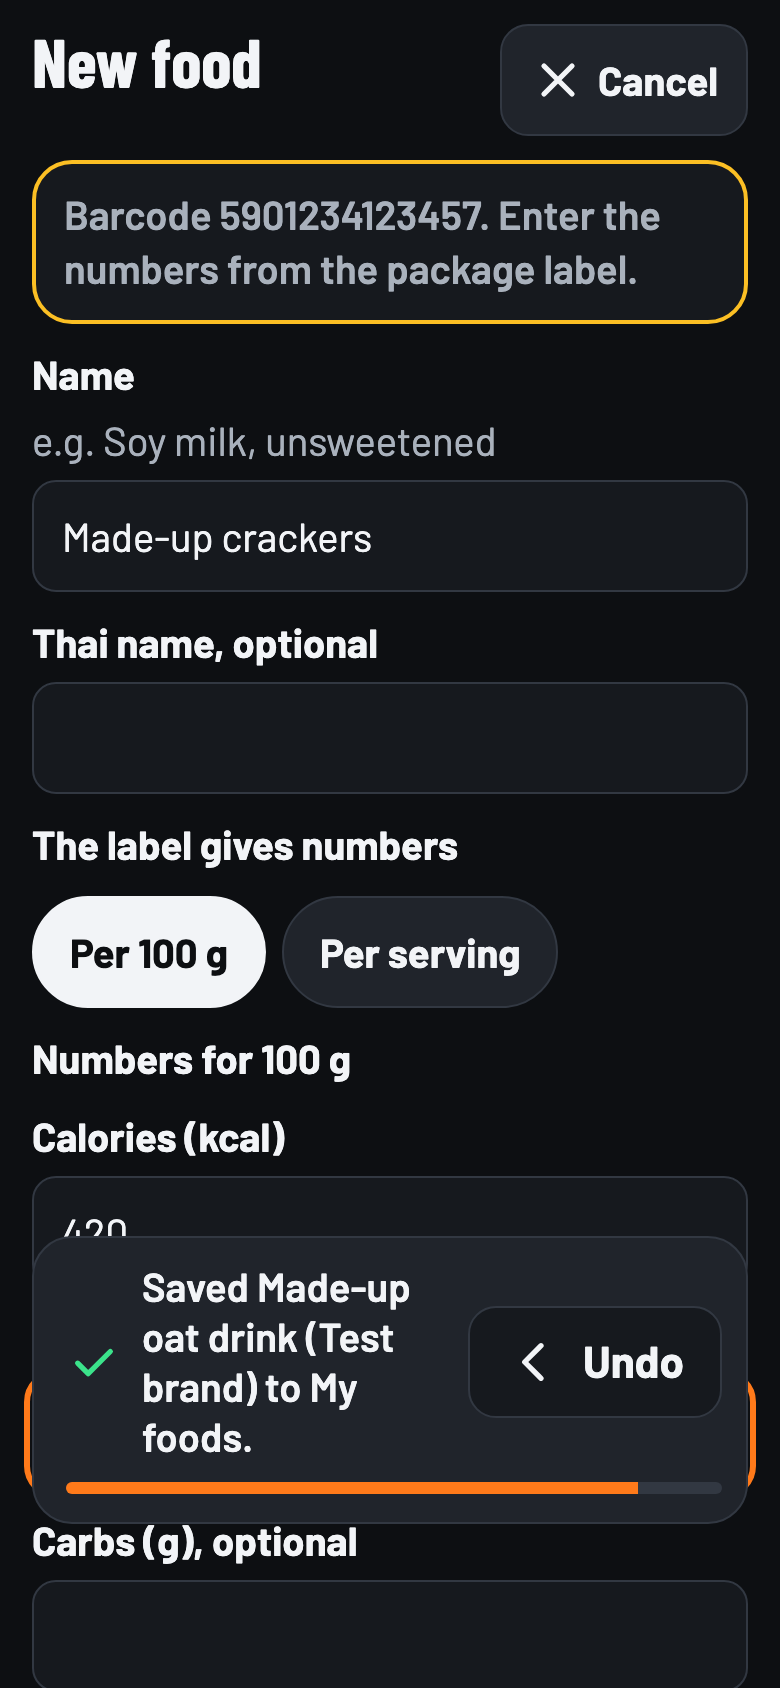 New food
Cancel
Barcode 5901234123457. Enter the
numbers from the package label.
Name
e.g. Soy milk, unsweetened
Made-up crackers
Thai name, optional
The label gives numbers
Per 100 g
Per serving
Numbers for 100 g
Calories (kcal)
420
Saved Made-up
oat drink (Test
brand) to My
foods.
Undo
Carbs (g), optional